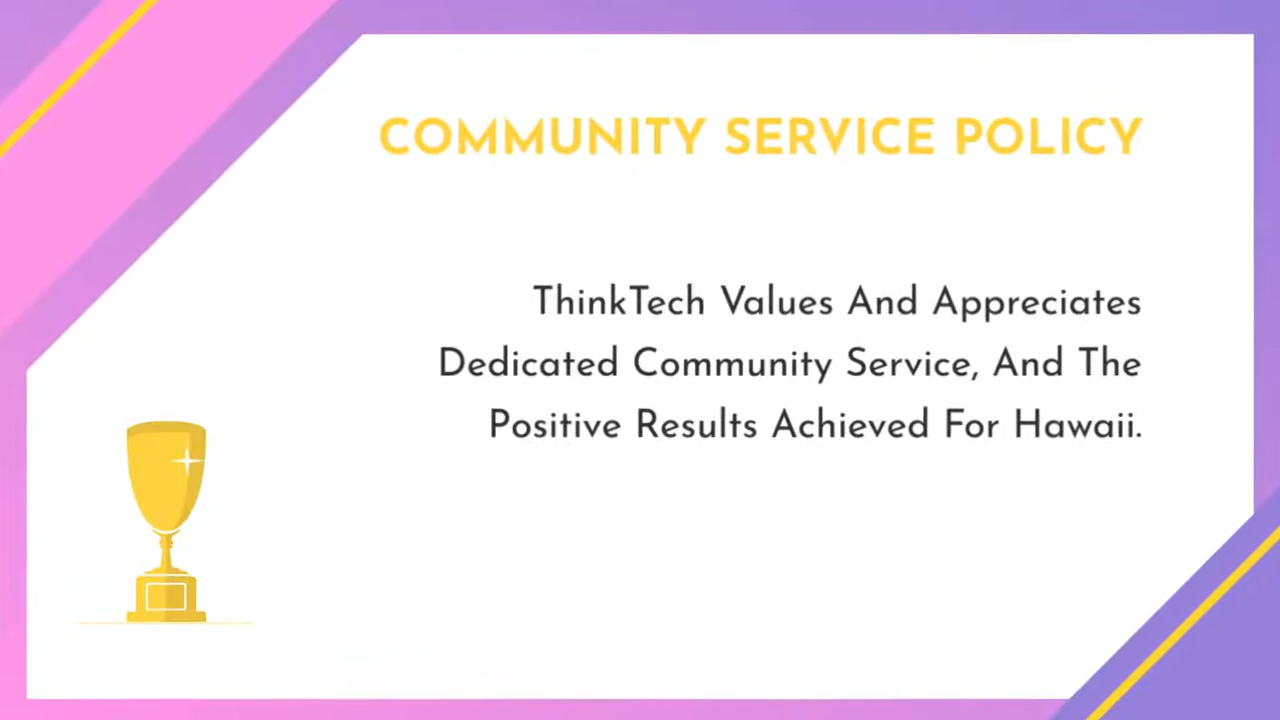 COMMUNITY SERVICE POLICY
ThinkTech Values And Appreciates
Dedicated Community Service, And The
Positive Results Achieved For Hawaii.